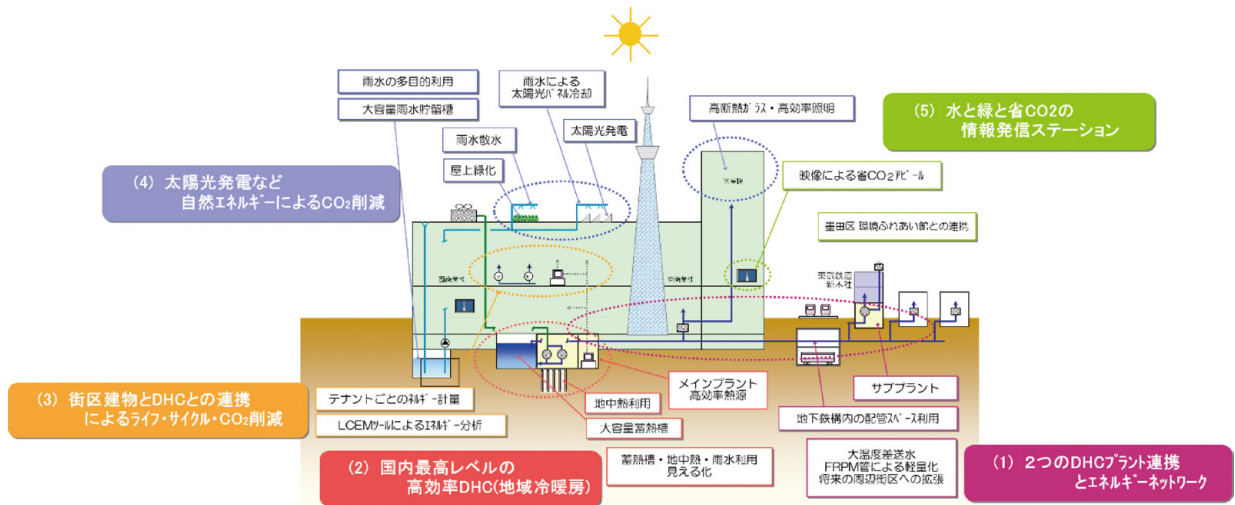 雨水の多目的利用
大容量雨水貯留槽
雨水による
太陽光ﾊﾟﾈﾙ冷却
雨水散水
屋上緑化
太陽光発電
高断熱ｶﾞﾗｽ・高効率照明
(5) 水と緑と省CO2の
情報発信ステーション
(4) 太陽光発電など
自然エネルギーによるCO₂削減
映像による省CO₂ｱﾋﾟｰﾙ
墨田区 環境ふれあい館との連携
西商業棟
東武鉄道
新本社
(3) 街区建物とDHCとの連携
によるライフ・サイクル・CO₂削減
テナントごとのｴﾈﾙｷﾞｰ計量
LCEMﾂｰﾙによるｴﾈﾙｷﾞｰ分析
地中熱利用
大容量蓄熱槽
メインプラント
高効率熱源
サブプラント
地下鉄構内の配管ｽﾍﾟｰｽ利用
(2) 国内最高レベルの
高効率DHC(地域冷暖房)
蓄熱槽・地中熱・雨水利用
見える化
大温度差送水
FRPM管による軽量化
将来の周辺街区への拡張
(1) 2つのDHCﾌﾟﾗﾝﾄ連携
とエネルギーネットワーク